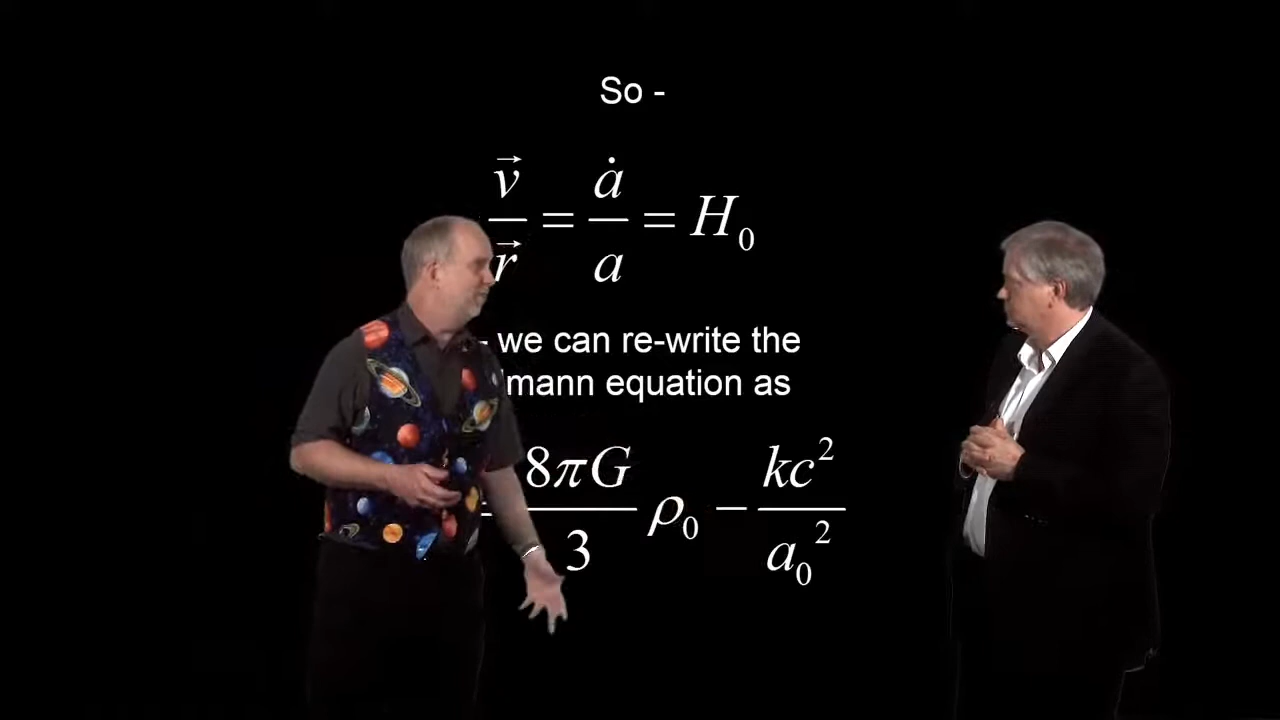 So -
v⃗/r⃗ = ȧ/a = H₀
- we can re-write the
mann equation as
= 8πG/3 ρ₀ − kc²/a₀²